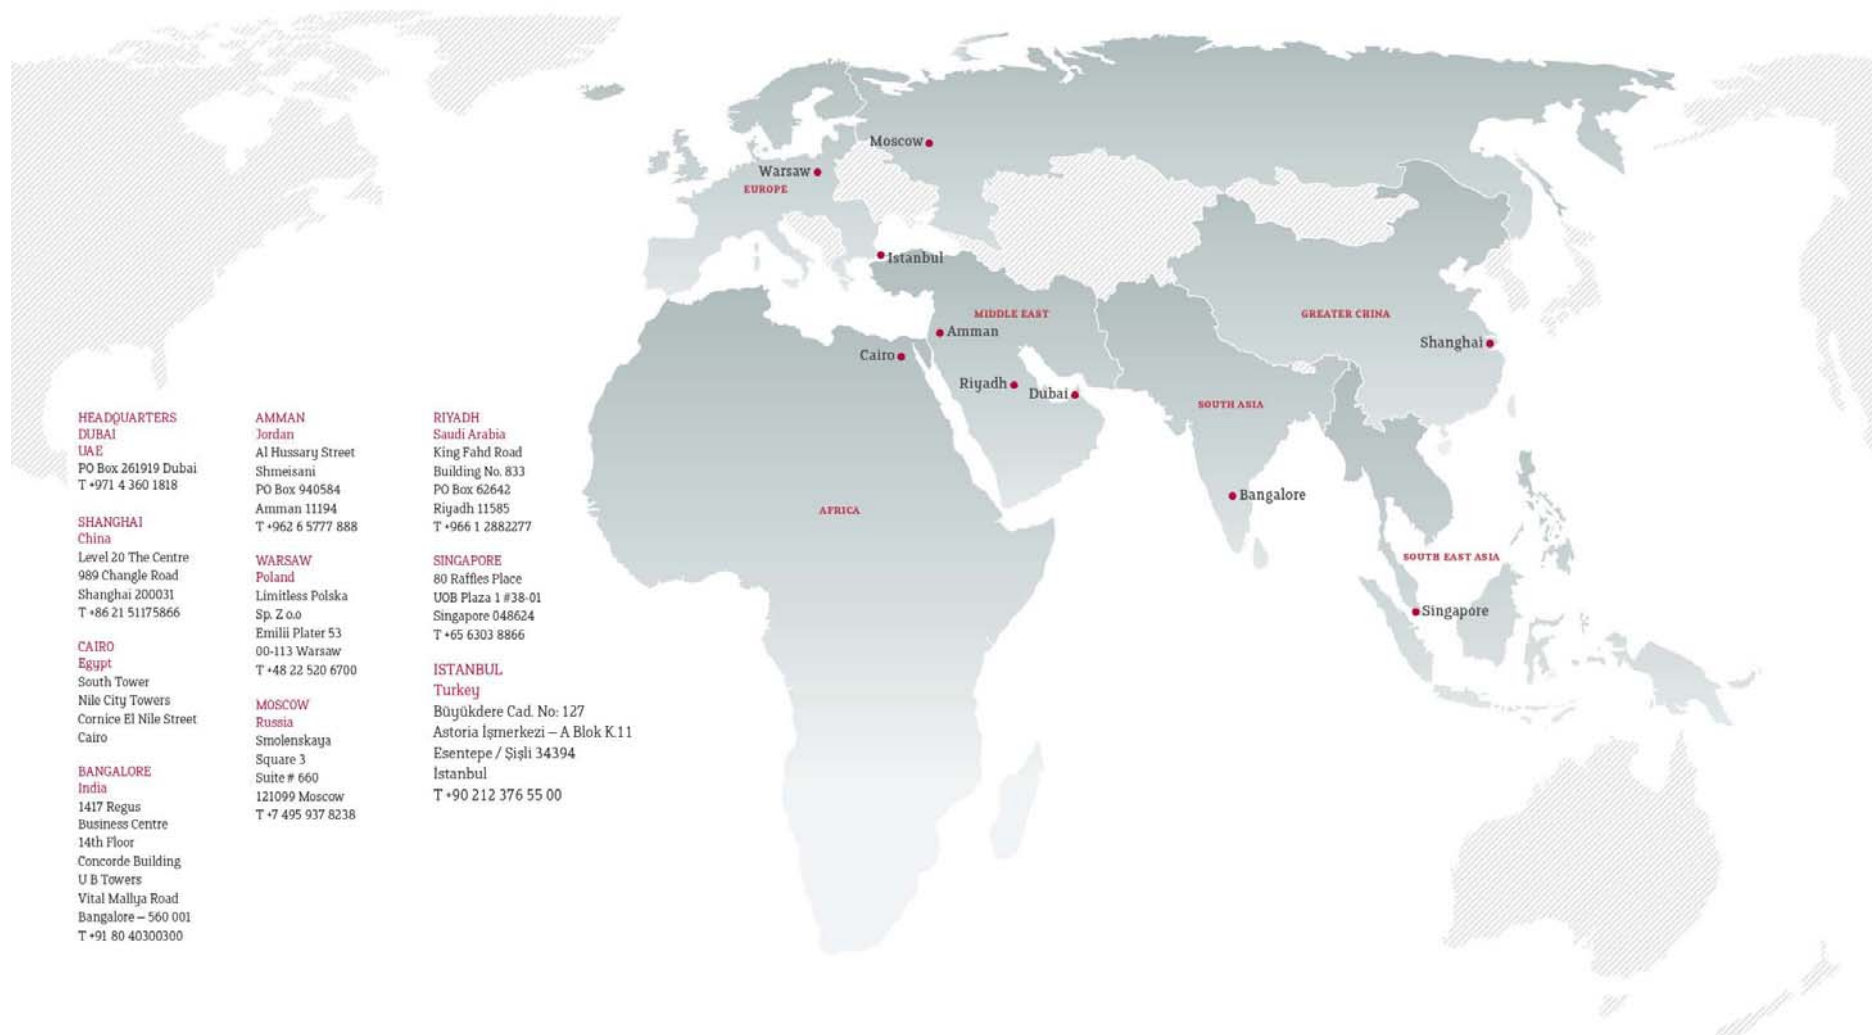 Moscow
Warsaw
EUROPE
Istanbul
MIDDLE EAST
GREATER CHINA
Amman
Shanghai
Cairo
Riyadh
Dubai
SOUTH ASIA
Bangalore
AFRICA
SOUTH EAST ASIA
Singapore
HEADQUARTERS
DUBAI
UAE
PO Box 261919 Dubai
T +971 4 360 1818
SHANGHAI
China
Level 20 The Centre
989 Changle Road
Shanghai 200031
T +86 21 51175866
CAIRO
Egypt
South Tower
Nile City Towers
Cornice El Nile Street
Cairo
BANGALORE
India
1417 Regus
Business Centre
14th Floor
Concorde Building
U B Towers
Vital Mallya Road
Bangalore – 560 001
T +91 80 40300300
AMMAN
Jordan
Al Hussary Street
Shmeisani
PO Box 940584
Amman 11194
T +962 6 5777 888
WARSAW
Poland
Limitless Polska
Sp. Z o.o
Emilii Plater 53
00-113 Warsaw
T +48 22 520 6700
MOSCOW
Russia
Smolenskaya
Square 3
Suite # 660
121099 Moscow
T +7 495 937 8238
RIYADH
Saudi Arabia
King Fahd Road
Building No. 833
PO Box 62642
Riyadh 11585
T +966 1 2882277
SINGAPORE
80 Raffles Place
UOB Plaza 1 #38-01
Singapore 048624
T +65 6303 8866
ISTANBUL
Turkey
Büyükdere Cad. No: 127
Astoria İşmerkezi – A Blok K.11
Esentepe / Şişli 34394
İstanbul
T +90 212 376 55 00